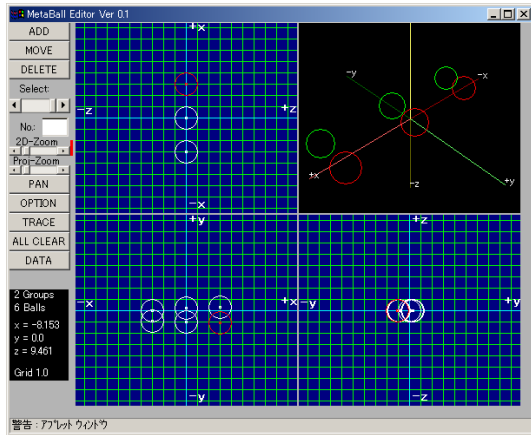 MetaBall Editor Ver 0.1
ADD
MOVE
DELETE
Select:
No.:
2D-Zoom
Proj-Zoom
PAN
OPTION
TRACE
ALL CLEAR
DATA
2 Groups
6 Balls
x = -8.153
y = 0.0
z = 9.461
Grid 1.0
+x
-z
+z
-x
-y
-x
+x
+y
-z
+y
-x
+x
-y
+z
-y
+y
-z
警告 : アプレット ウィンドウ